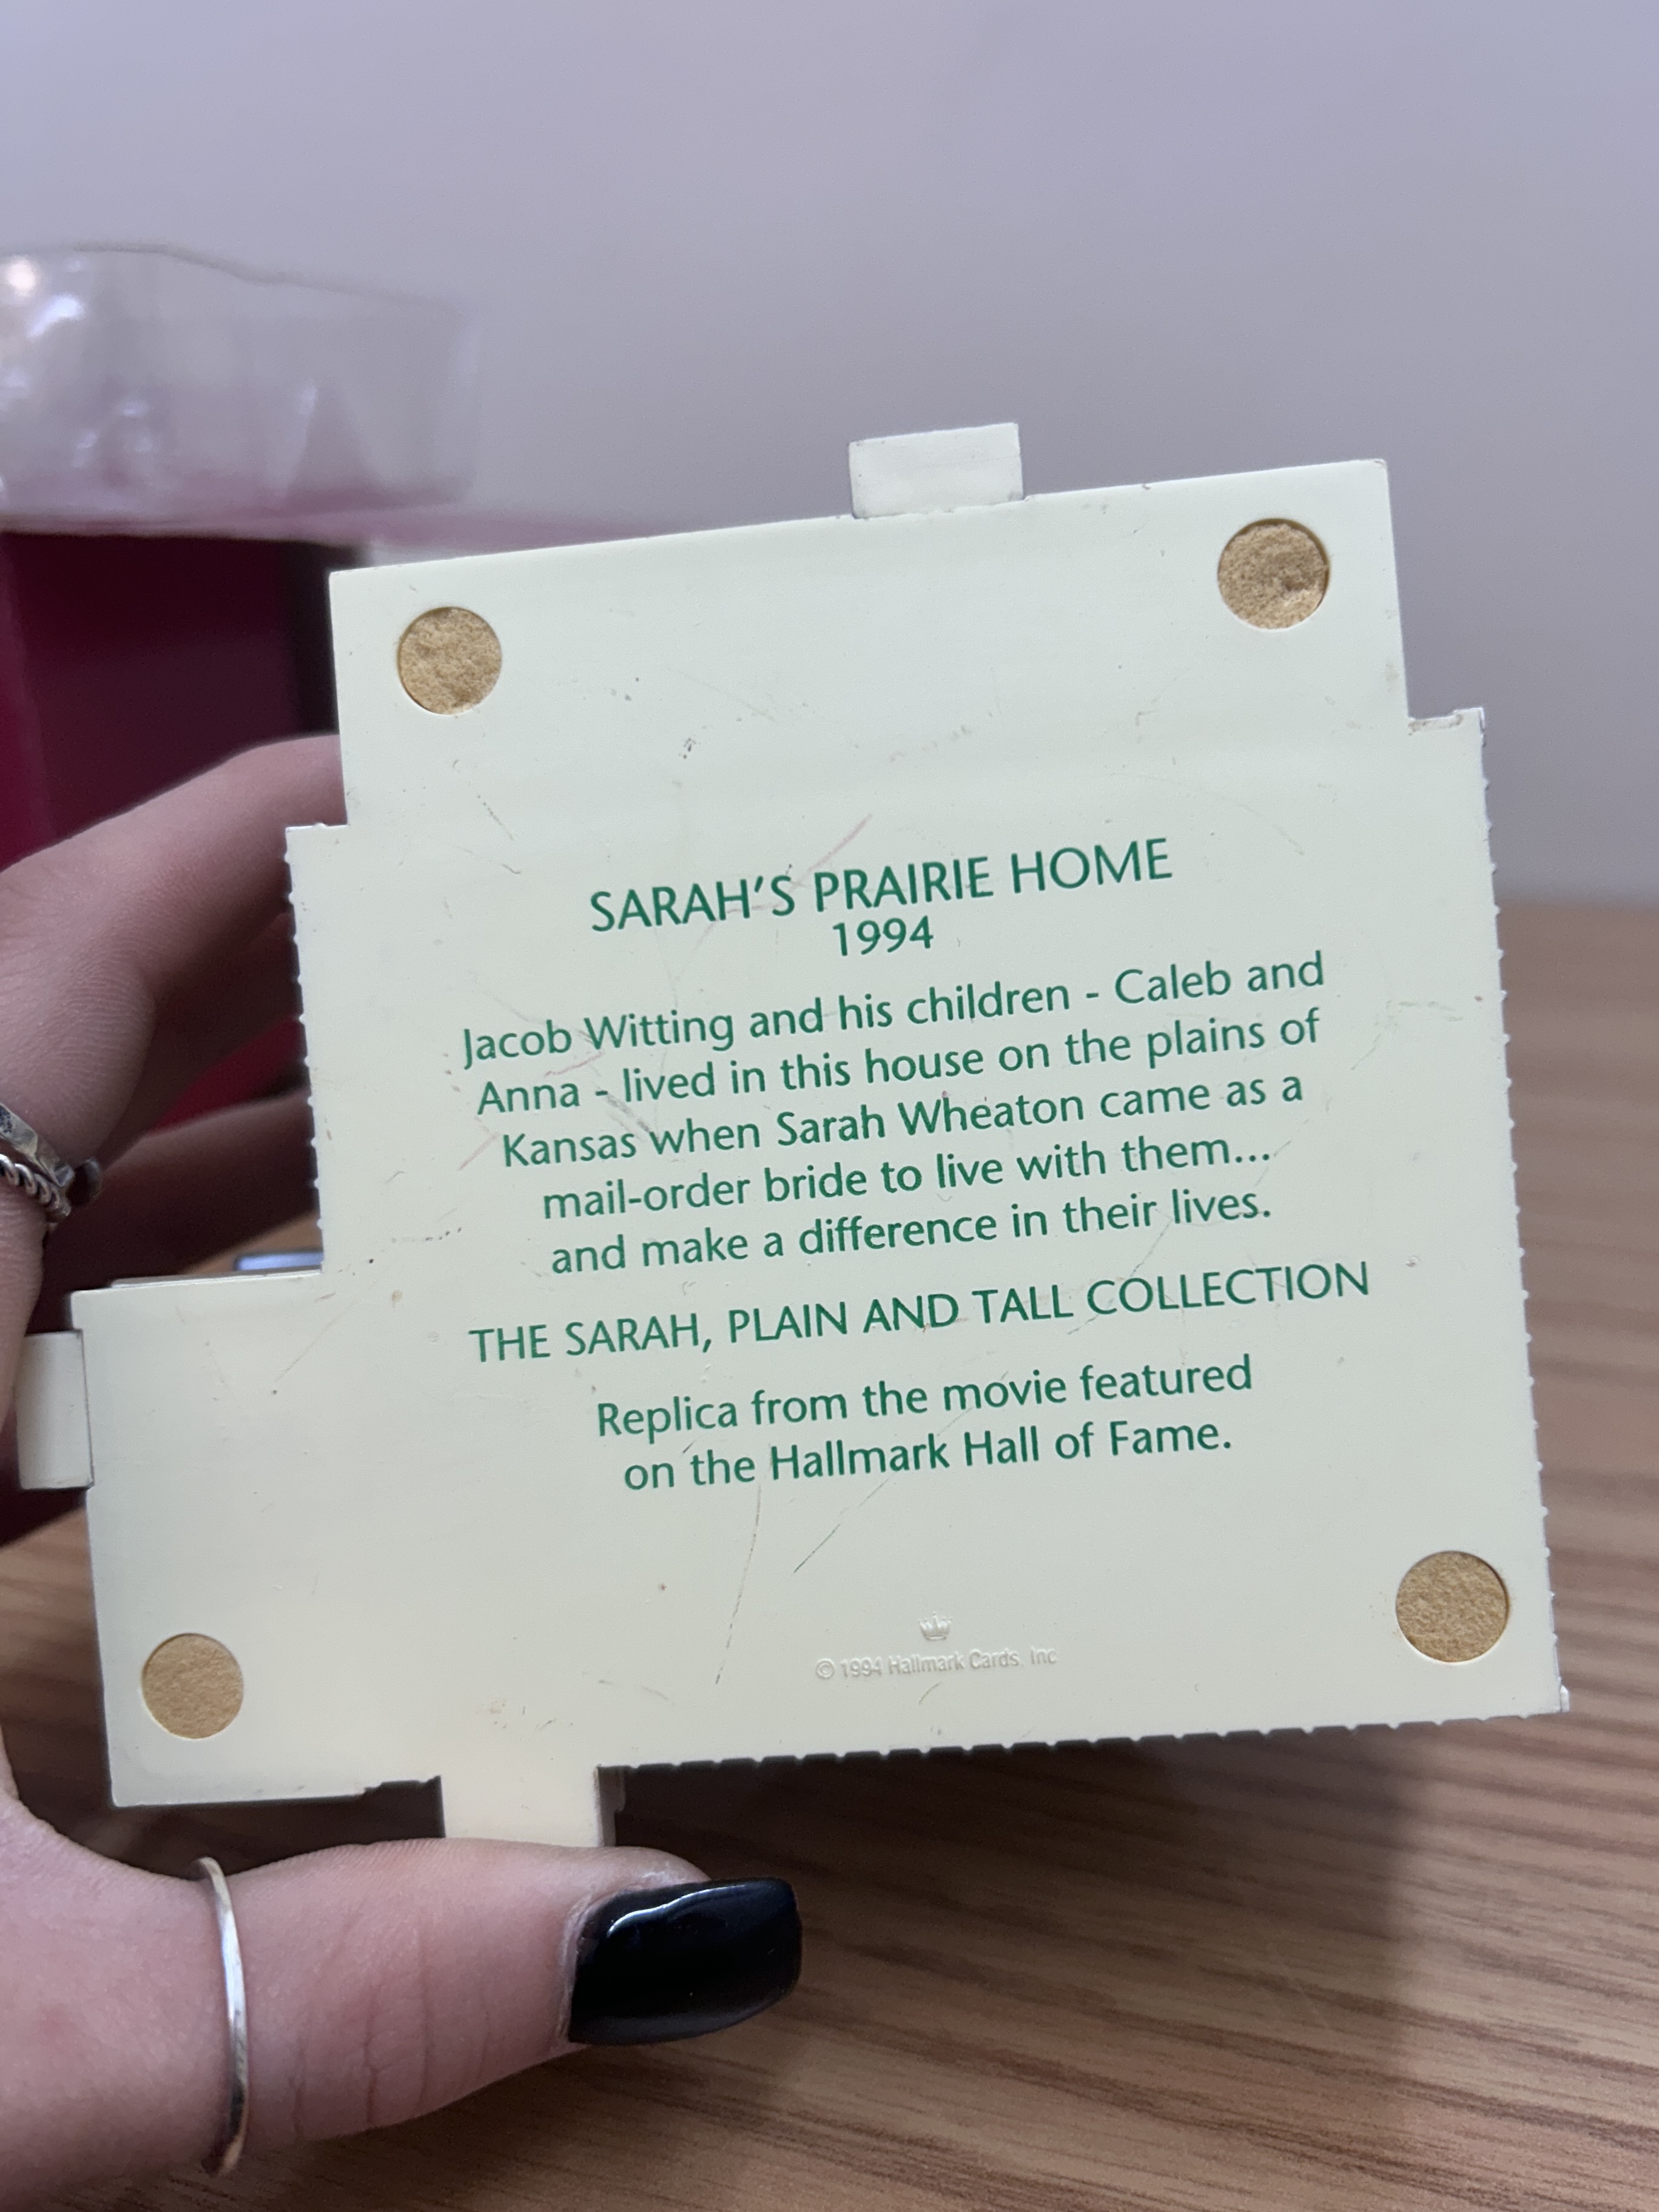 SARAH'S PRAIRIE HOME
1994
Jacob Witting and his children - Caleb and
Anna - lived in this house on the plains of
Kansas when Sarah Wheaton came as a
mail-order bride to live with them...
and make a difference in their lives.
THE SARAH, PLAIN AND TALL COLLECTION
Replica from the movie featured
on the Hallmark Hall of Fame.
© 1994 Hallmark Cards, Inc